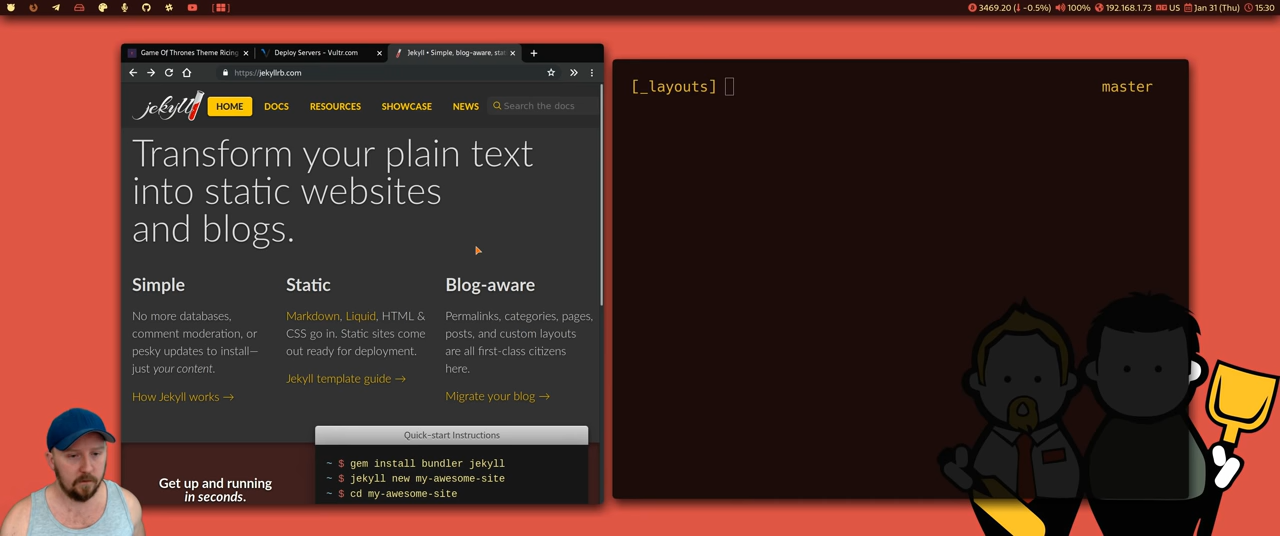 3469.20 ( -0.5%) 100% 192.168.1.73 US Jan 31 (Thu) 15:30
Game Of Thrones Theme Ricing
Deploy Servers - Vultr.com
Jekyll • Simple, blog-aware, stat
https://jekyllrb.com
jekyll
HOME
DOCS
RESOURCES
SHOWCASE
NEWS
Search the docs
Transform your plain text
into static websites
and blogs.
Simple
No more databases,
comment moderation, or
pesky updates to install—
just your content.
How Jekyll works →
Static
Markdown, Liquid, HTML &
CSS go in. Static sites come
out ready for deployment.
Jekyll template guide →
Blog-aware
Permalinks, categories, pages,
posts, and custom layouts
are all first-class citizens
here.
Migrate your blog →
Get up and running
in seconds.
Quick-start Instructions
~ $ gem install bundler jekyll
~ $ jekyll new my-awesome-site
~ $ cd my-awesome-site
[_layouts]
master